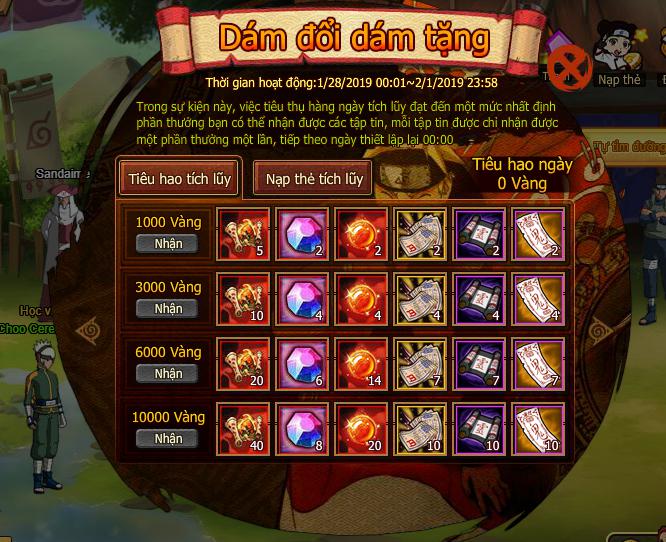 Dám đổi dám tặng
Nạp thẻ
Thời gian hoạt động:1/28/2019 00:01~2/1/2019 23:58
Trong sự kiện này, việc tiêu thụ hàng ngày tích lũy đạt đến một mức nhất định
phần thưởng bạn có thể nhận được các tập tin, mỗi tập tin được chỉ nhận được
một phần thưởng một lần, tiếp theo ngày thiết lập lại 00:00
Tự tìm đường
Sandaime
Tiêu hao tích lũy
Nạp thẻ tích lũy
Tiêu hao ngày
0 Vàng
1000 Vàng
Nhận
5 2 2 2 2 2
3000 Vàng
Nhận
10 4 4 4 4 4
Học v
Choo Cere
6000 Vàng
Nhận
20 6 14 7 7 7
10000 Vàng
Nhận
40 8 20 10 10 10